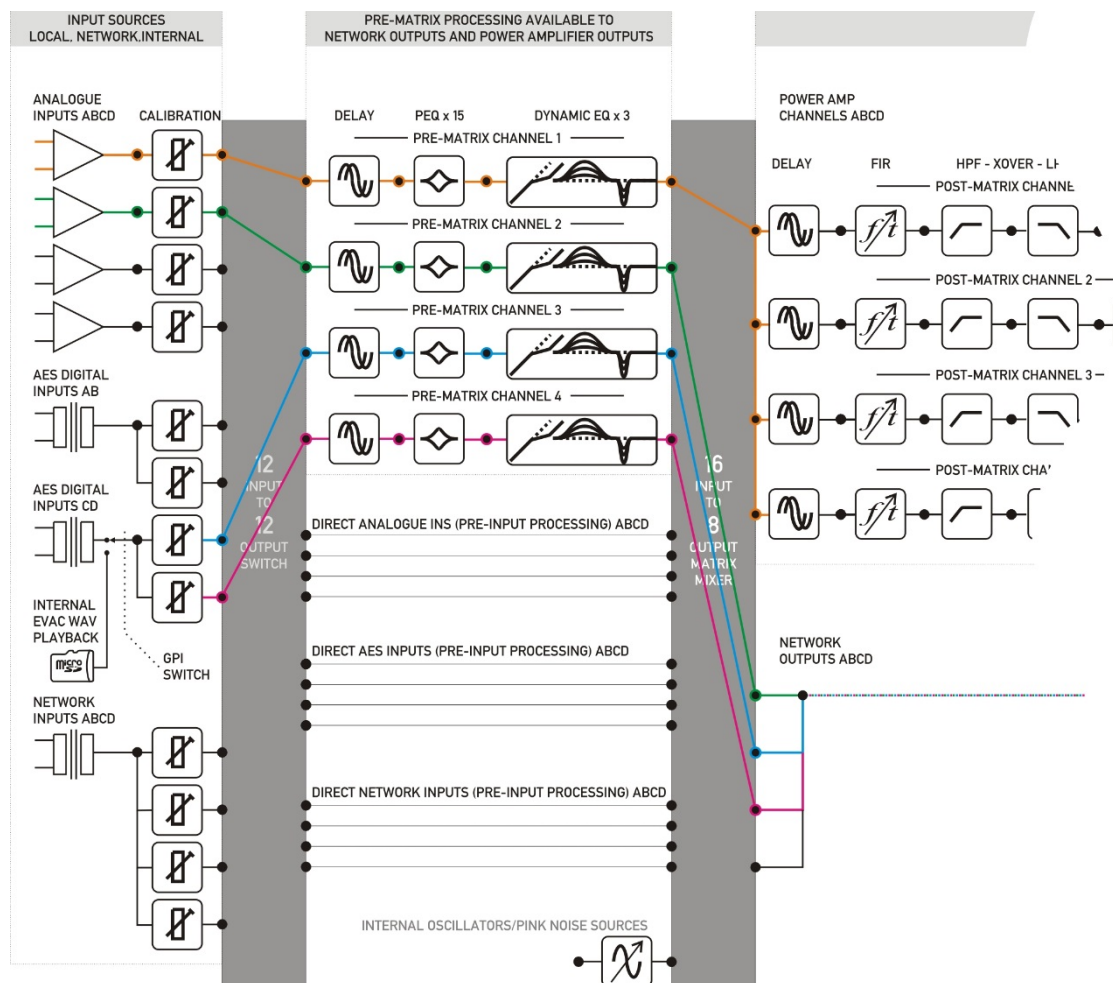 INPUT SOURCES
LOCAL, NETWORK,INTERNAL
PRE-MATRIX PROCESSING AVAILABLE TO
NETWORK OUTPUTS AND POWER AMPLIFIER OUTPUTS
ANALOGUE
INPUTS ABCD
CALIBRATION
DELAY
PEQ x 15
DYNAMIC EQ x 3
PRE-MATRIX CHANNEL 1
PRE-MATRIX CHANNEL 2
PRE-MATRIX CHANNEL 3
PRE-MATRIX CHANNEL 4
POWER AMP
CHANNELS ABCD
DELAY
FIR
HPF - XOVER - LH
POST-MATRIX CHANNE
f/t
POST-MATRIX CHANNEL 2
f/t
POST-MATRIX CHANNEL 3
f/t
POST-MATRIX CHA
f/t
AES DIGITAL
INPUTS AB
AES DIGITAL
INPUTS CD
INTERNAL
EVAC WAV
PLAYBACK
micro
GPI
SWITCH
NETWORK
INPUTS ABCD
12
INPUT
TO
12
OUTPUT
SWITCH
DIRECT ANALOGUE INS (PRE-INPUT PROCESSING) ABCD
DIRECT AES INPUTS (PRE-INPUT PROCESSING) ABCD
DIRECT NETWORK INPUTS (PRE-INPUT PROCESSING) ABCD
INTERNAL OSCILLATORS/PINK NOISE SOURCES
16
INPUT
TO
8
OUTPUT
MATRIX
MIXER
NETWORK
OUTPUTS ABCD